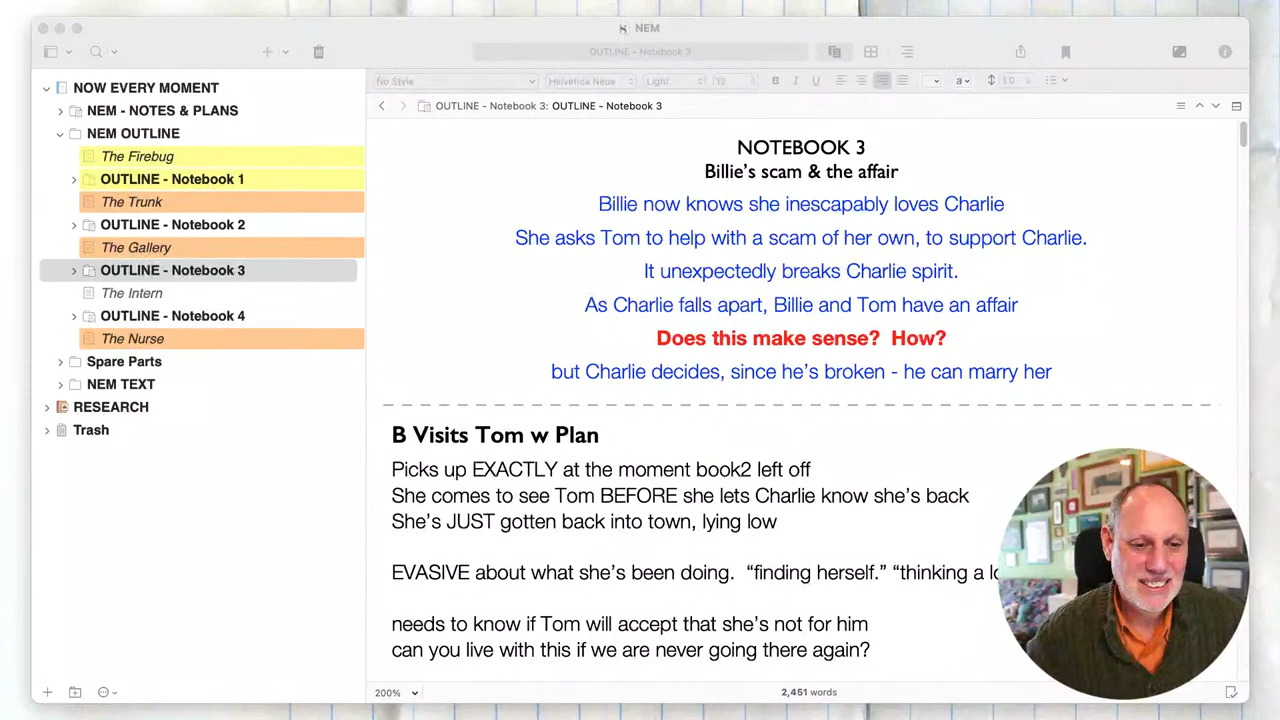 NEM
OUTLINE - Notebook 3
No Style
Helvetica Neue
Light
12
B
I
U
a
1.0
NOW EVERY MOMENT
NEM - NOTES & PLANS
NEM OUTLINE
The Firebug
OUTLINE - Notebook 1
The Trunk
OUTLINE - Notebook 2
The Gallery
OUTLINE - Notebook 3
The Intern
OUTLINE - Notebook 4
The Nurse
Spare Parts
NEM TEXT
RESEARCH
Trash
OUTLINE - Notebook 3: OUTLINE - Notebook 3
NOTEBOOK 3
Billie’s scam & the affair
Billie now knows she inescapably loves Charlie
She asks Tom to help with a scam of her own, to support Charlie.
It unexpectedly breaks Charlie spirit.
As Charlie falls apart, Billie and Tom have an affair
Does this make sense? How?
but Charlie decides, since he’s broken - he can marry her
B Visits Tom w Plan
Picks up EXACTLY at the moment book2 left off
She comes to see Tom BEFORE she lets Charlie know she’s back
She’s JUST gotten back into town, lying low
EVASIVE about what she’s been doing. “finding herself.” “thinking a
needs to know if Tom will accept that she’s not for him
can you live with this if we are never going there again?
200%
2,451 words